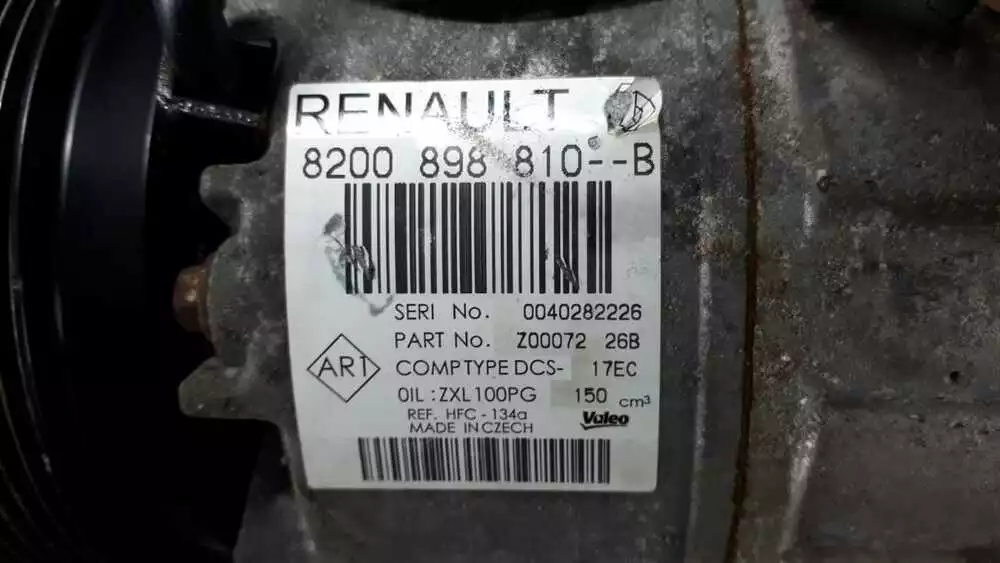 RENAULT
8200 898 810--B
SERI No. 0040282226
PART No. Z00072 26B
ART COMPTYPE DCS- 17EC
OIL : ZXL100PG 150 cm³
REF. HFC - 134a
MADE IN CZECH
Valeo